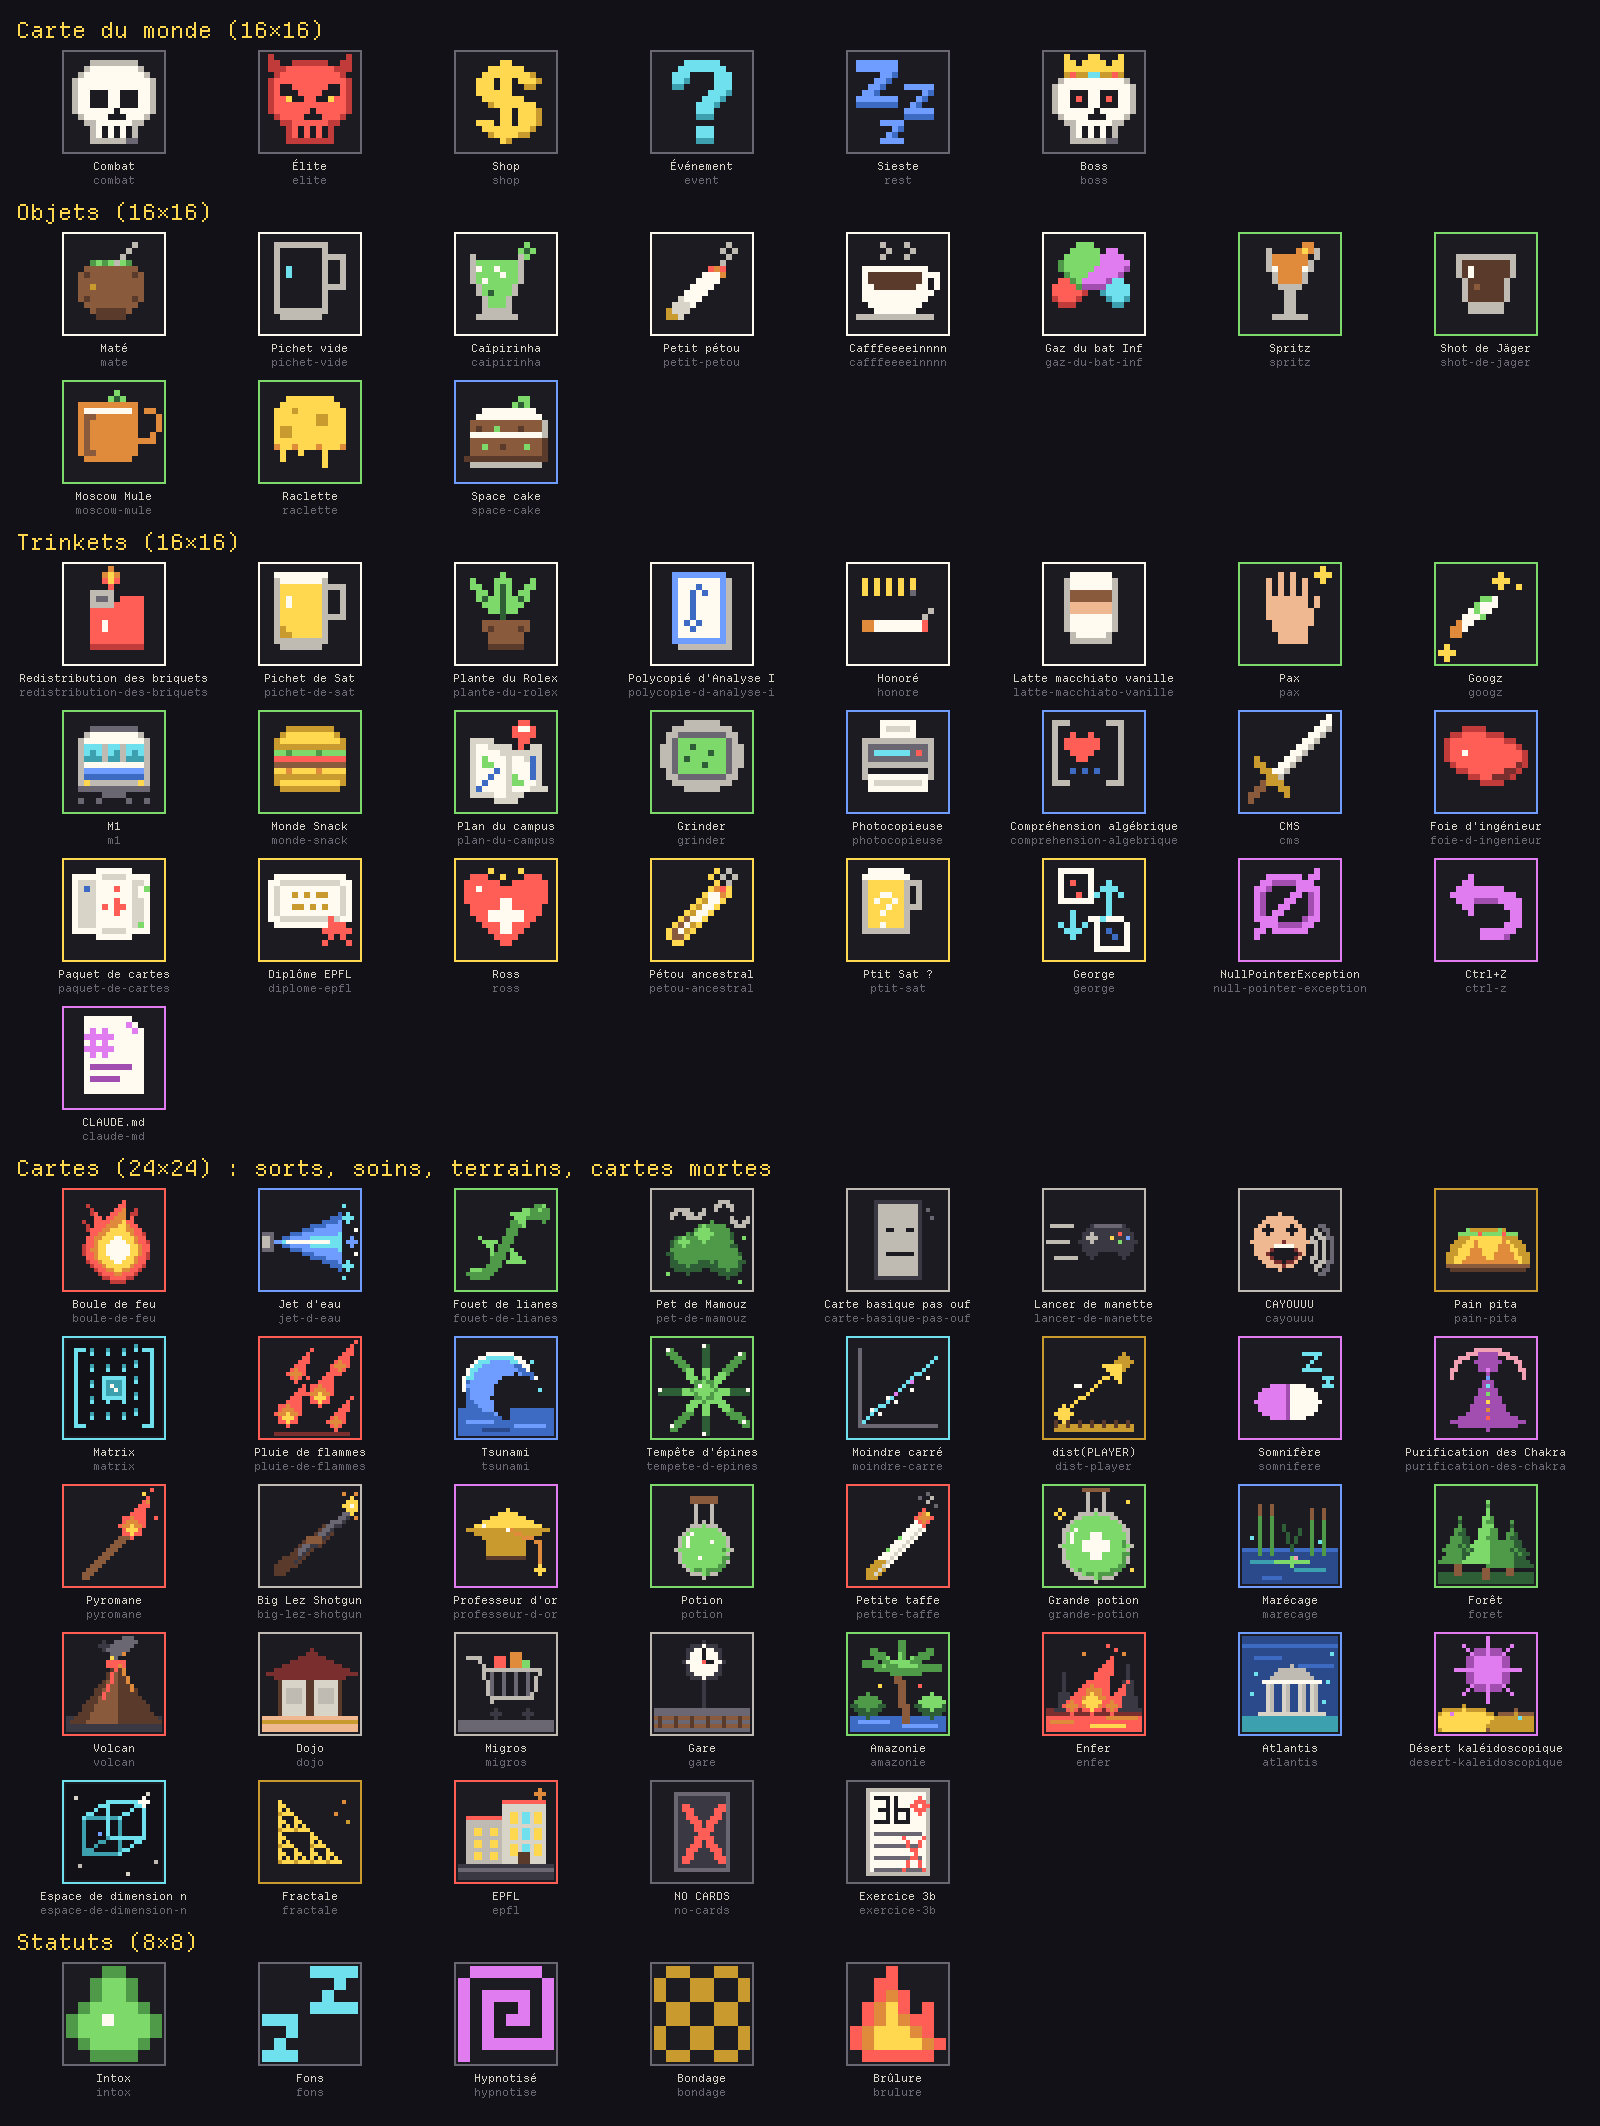 Carte du monde (16×16)
Combat Élite Shop Événement Sieste Boss
combat elite shop event rest boss
Objets (16×16)
Maté Pichet vide Caïpirinha Petit pétou Cafffeeeeinnnn Gaz du bat Inf Spritz Shot de Jäger
mate pichet-vide caipirinha petit-petou cafffeeeeinnnn gaz-du-bat-inf spritz shot-de-jager
Moscow Mule Raclette Space cake
moscow-mule raclette space-cake
Trinkets (16×16)
Redistribution des briquets Pichet de Sat Plante du Rolex Polycopié d'Analyse I Honoré Latte macchiato vanille Pax Googz
redistribution-des-briquets pichet-de-sat plante-du-rolex polycopie-d-analyse-i honore latte-macchiato-vanille pax googz
M1 Monde Snack Plan du campus Grinder Photocopieuse Compréhension algébrique CMS Foie d'ingénieur
m1 monde-snack plan-du-campus grinder photocopieuse comprehension-algebrique cms foie-d-ingenieur
Paquet de cartes Diplôme EPFL Ross Pétou ancestral Ptit Sat ? George NullPointerException Ctrl+Z
paquet-de-cartes diplome-epfl ross petou-ancestral ptit-sat george null-pointer-exception ctrl-z
#
CLAUDE.md
claude-md
Cartes (24×24) : sorts, soins, terrains, cartes mortes
Boule de feu Jet d'eau Fouet de lianes Pet de Mamouz Carte basique pas ouf Lancer de manette CAYOUUU Pain pita
boule-de-feu jet-d-eau fouet-de-lianes pet-de-mamouz carte-basique-pas-ouf lancer-de-manette cayouuu pain-pita
Matrix Pluie de flammes Tsunami Tempête d'épines Moindre carré dist(PLAYER) Somnifère Purification des Chakra
matrix pluie-de-flammes tsunami tempete-d-epines moindre-carre dist-player somnifere purification-des-chakra
Pyromane Big Lez Shotgun Professeur d'or Potion Petite taffe Grande potion Marécage Forêt
pyromane big-lez-shotgun professeur-d-or potion petite-taffe grande-potion marecage foret
Volcan Dojo Migros Gare Amazonie Enfer Atlantis Désert kaléidoscopique
volcan dojo migros gare amazonie enfer atlantis desert-kaleidoscopique
3b
Espace de dimension n Fractale EPFL NO CARDS Exercice 3b
espace-de-dimension-n fractale epfl no-cards exercice-3b
Statuts (8×8)
Intox Fons Hypnotisé Bondage Brûlure
intox fons hypnotise bondage brulure